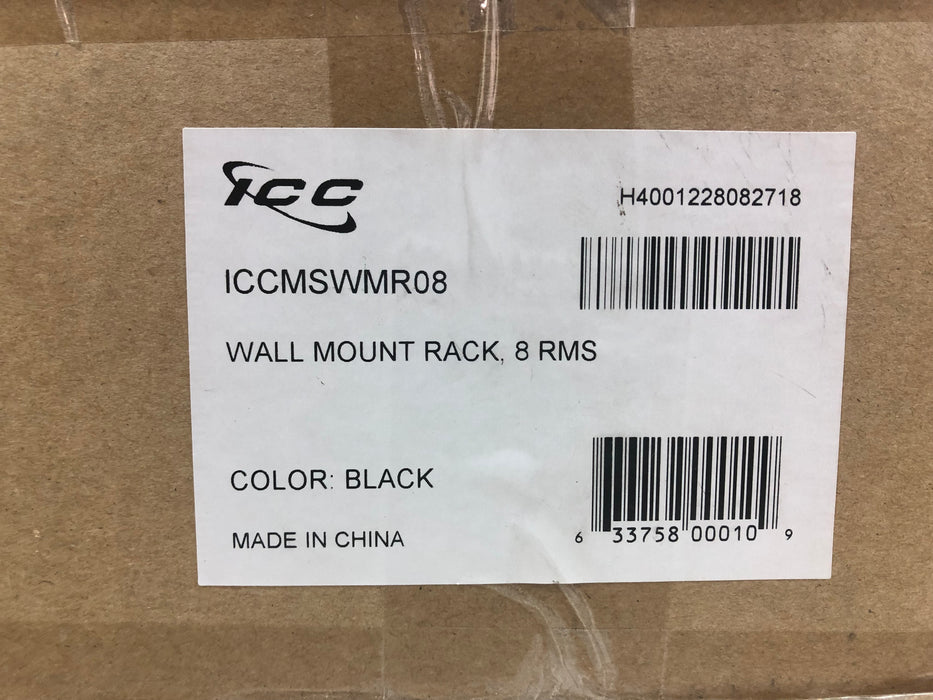 ICC
H4001228082718
ICCMSWMR08
WALL MOUNT RACK, 8 RMS
COLOR: BLACK
MADE IN CHINA
6 33758 00010 9